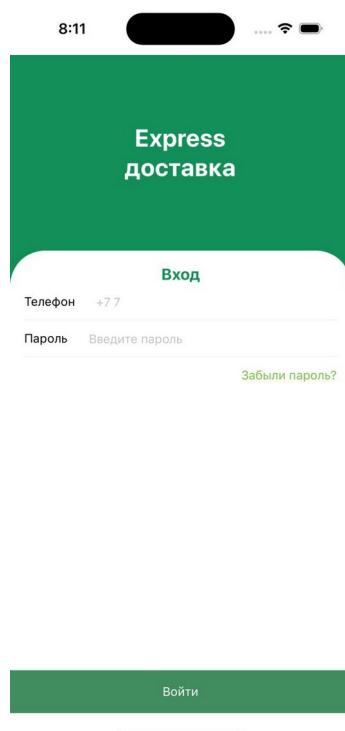 8:11
Express
доставка
Вход
Телефон +7 7
Пароль Введите пароль
Забыли пароль?
Войти